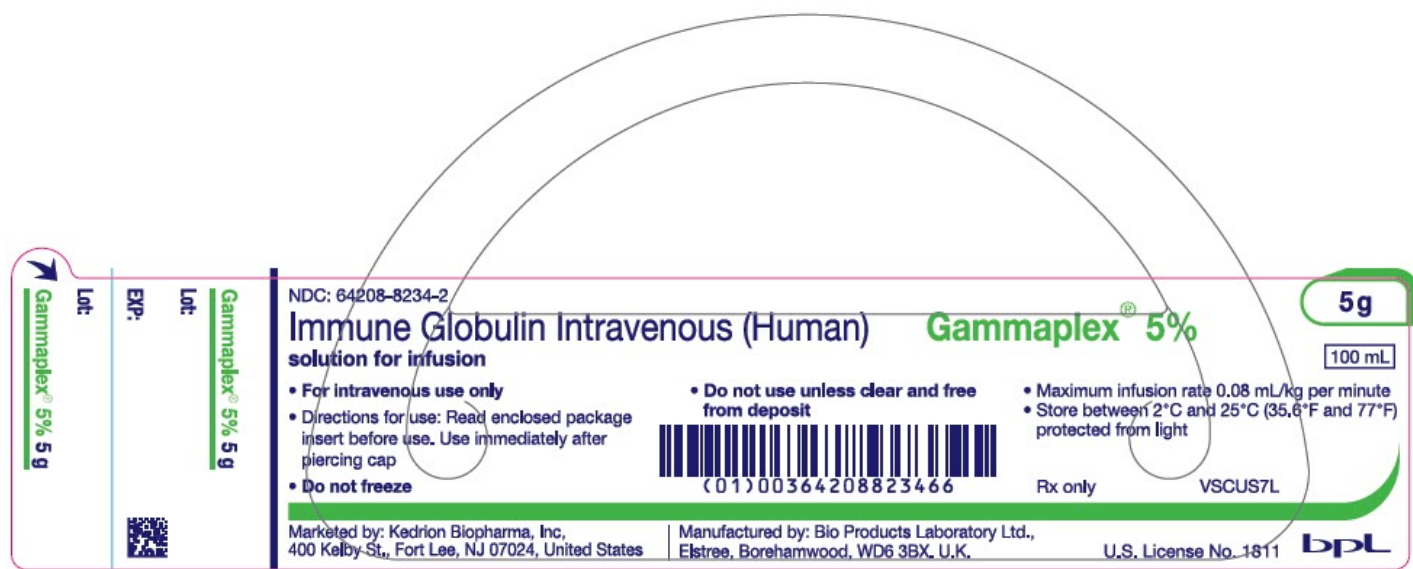 Gammaplex® 5% 5 g
Lot:
EXP:
Lot:
Gammaplex® 5% 5 g
NDC: 64208-8234-2
Immune Globulin Intravenous (Human) Gammaplex® 5%
solution for infusion
5g
100 mL
• For intravenous use only
• Directions for use: Read enclosed package
insert before use. Use immediately after
piercing cap
• Do not freeze
• Do not use unless clear and free
from deposit
(01)00364208823466
• Maximum infusion rate 0.08 mL/kg per minute
• Store between 2°C and 25°C (35.6°F and 77°F)
protected from light
Rx only VSCUS7L
Marketed by: Kedrion Biopharma, Inc,
400 Kelby St., Fort Lee, NJ 07024, United States
Manufactured by: Bio Products Laboratory Ltd.,
Elstree, Borehamwood, WD6 3BX. U.K.
U.S. License No. 1811
bpl